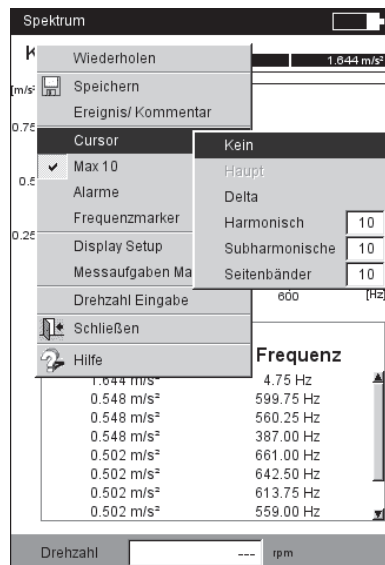 Spektrum
K
1.644 m/s²
[m/s²
0.75
0.5
0.25
600
[Hz
Wiederholen
Speichern
Ereignis/ Kommentar
Cursor
Max 10
Alarme
Frequenzmarker
Display Setup
Messaufgaben Ma
Drehzahl Eingabe
Schließen
Hilfe
Kein
Haupt
Delta
Harmonisch 10
Subharmonische 10
Seitenbänder 10
Frequenz
1.644 m/s² 4.75 Hz
0.548 m/s² 599.75 Hz
0.548 m/s² 560.25 Hz
0.548 m/s² 387.00 Hz
0.502 m/s² 661.00 Hz
0.502 m/s² 642.50 Hz
0.502 m/s² 613.75 Hz
0.502 m/s² 559.00 Hz
Drehzahl --- rpm